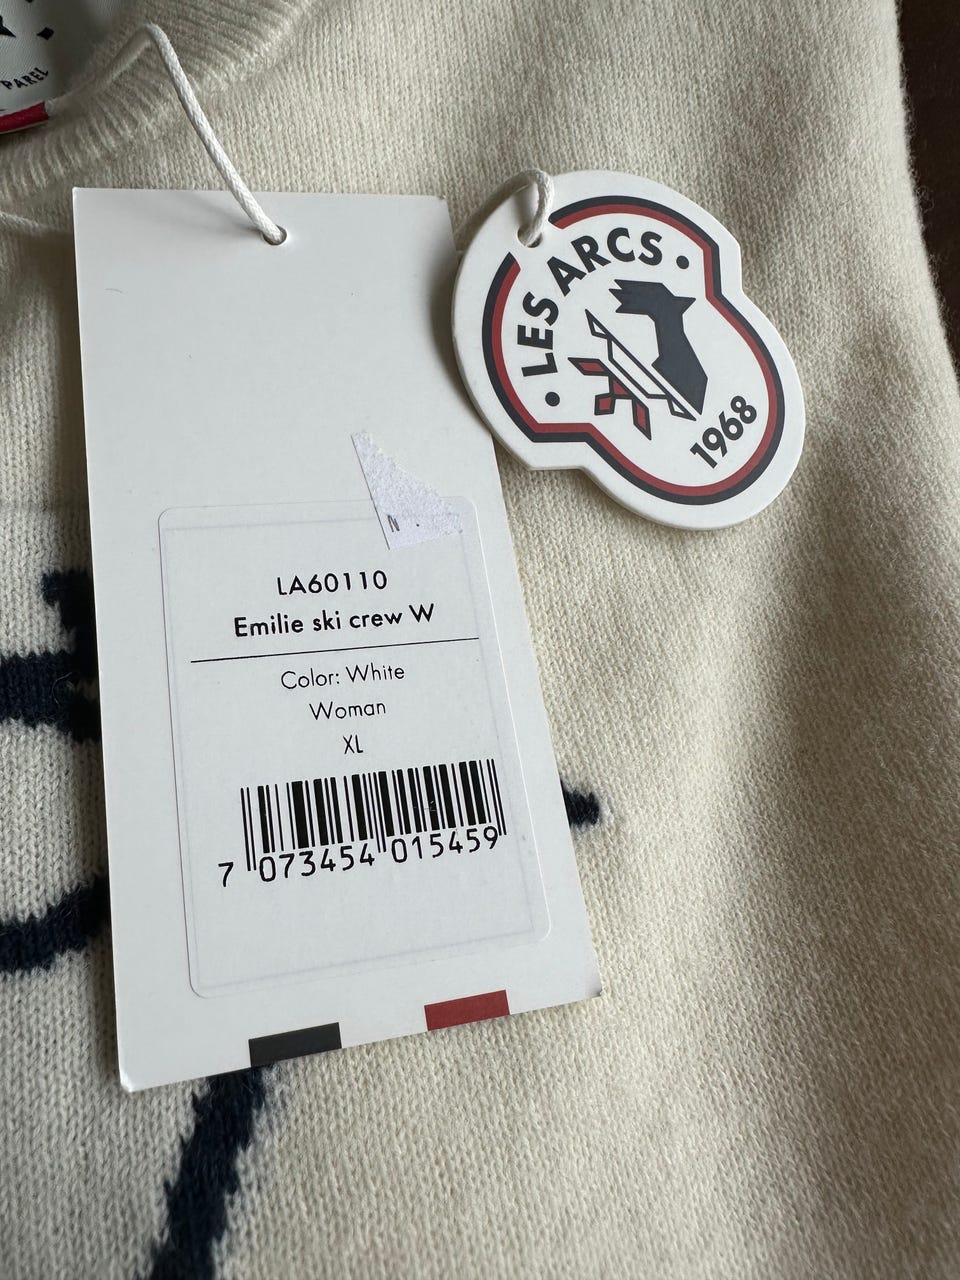 PAREL
LES ARCS
1968
N
LA60110
Emilie ski crew W
Color: White
Woman
XL
7 073454 015459